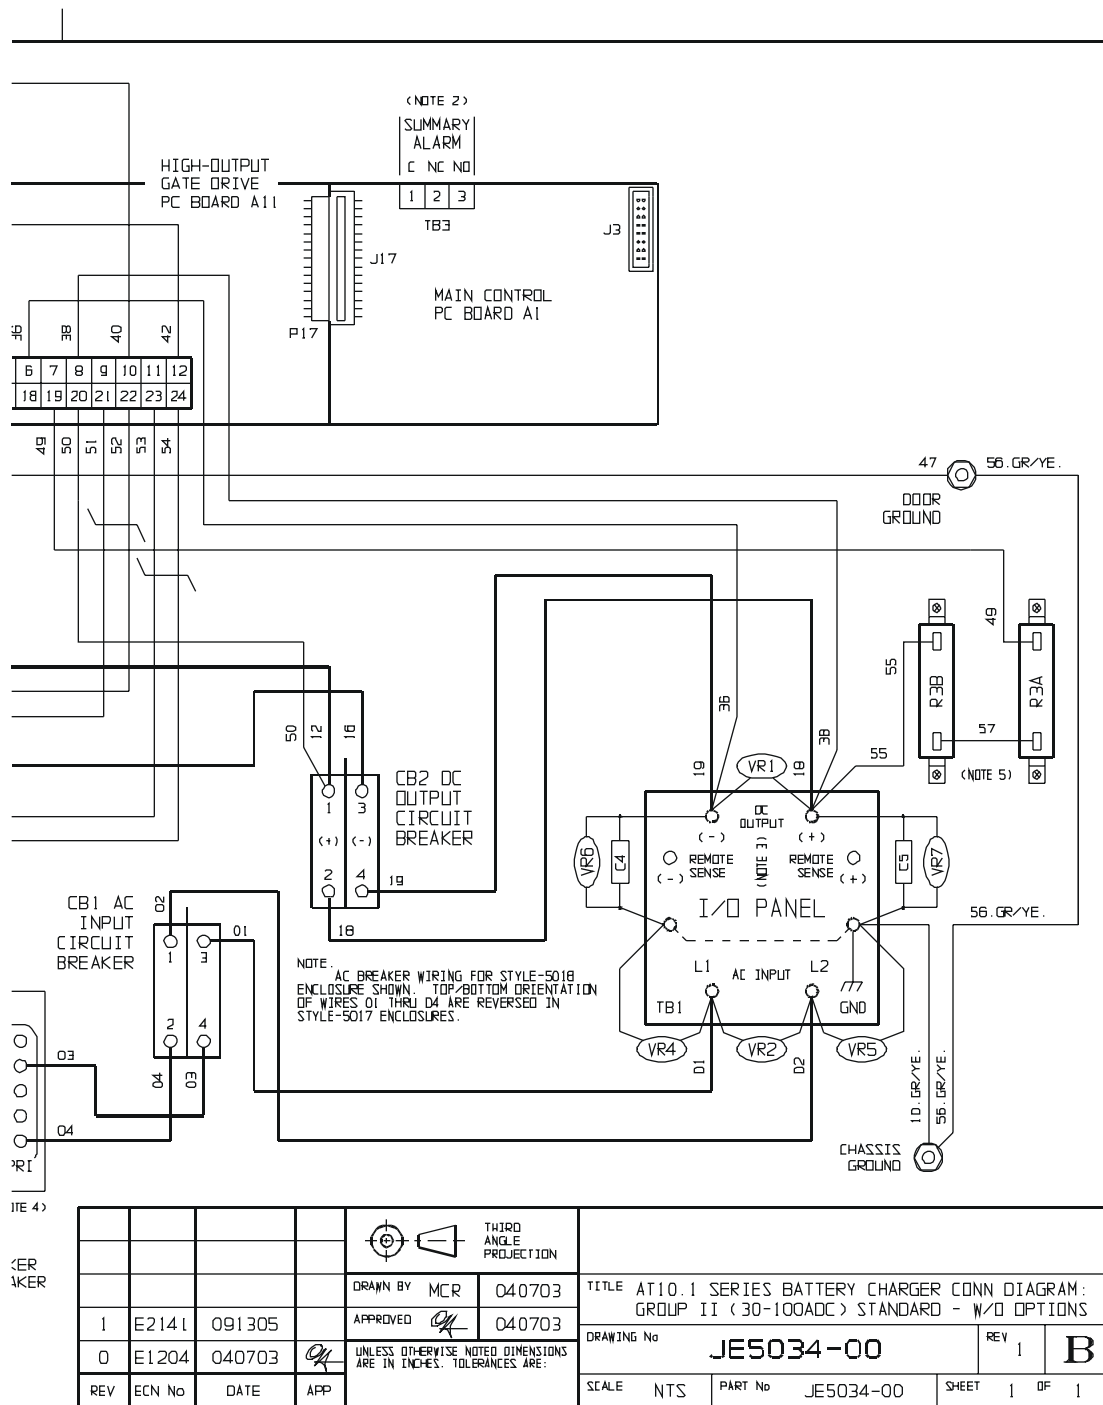 (NOTE 2)
SUMMARY
ALARM
C NC NO
1 2 3
TB3
HIGH-OUTPUT
GATE DRIVE
PC BOARD A11
J17
P17
J3
MAIN CONTROL
PC BOARD A1
36 38 40 42
6 7 8 9 10 11 12
18 19 20 21 22 23 24
49 50 51 52 53 54
47
56.GR/YE.
DOOR
GROUND
49
55
R3B
R3A
57
55
(NOTE 5)
36
38
19
VR1
18
50
12
16
CB2 DC
OUTPUT
CIRCUIT
BREAKER
1 3
(+) (-)
2 4
19
18
DC
OUTPUT
(-) (+)
(NOTE 3)
REMOTE
SENSE
(-)
REMOTE
SENSE
(+)
VR6
C4
C5
VR7
I/O PANEL
56.GR/YE.
CB1 AC
INPUT
CIRCUIT
BREAKER
02
01
1 3
2 4
NOTE.
AC BREAKER WIRING FOR STYLE-5018
ENCLOSURE SHOWN. TOP/BOTTOM ORIENTATION
OF WIRES 01 THRU 04 ARE REVERSED IN
STYLE-5017 ENCLOSURES.
L1 AC INPUT L2
TB1
GND
VR4
VR2
VR5
01
02
03
04
03
04
PRI
10.GR/YE.
56.GR/YE.
CHASSIS
GROUND
THIRD
ANGLE
PROJECTION
DRAWN BY MCR 040703
APPROVED 040703
UNLESS OTHERWISE NOTED DIMENSIONS
ARE IN INCHES. TOLERANCES ARE:
1 E2141 091305
0 E1204 040703
REV ECN No DATE APP
TITLE AT10.1 SERIES BATTERY CHARGER CONN DIAGRAM:
GROUP II (30-100ADC) STANDARD - W/O OPTIONS
DRAWING No JE5034-00 REV 1 B
SCALE NTS PART No JE5034-00 SHEET 1 OF 1